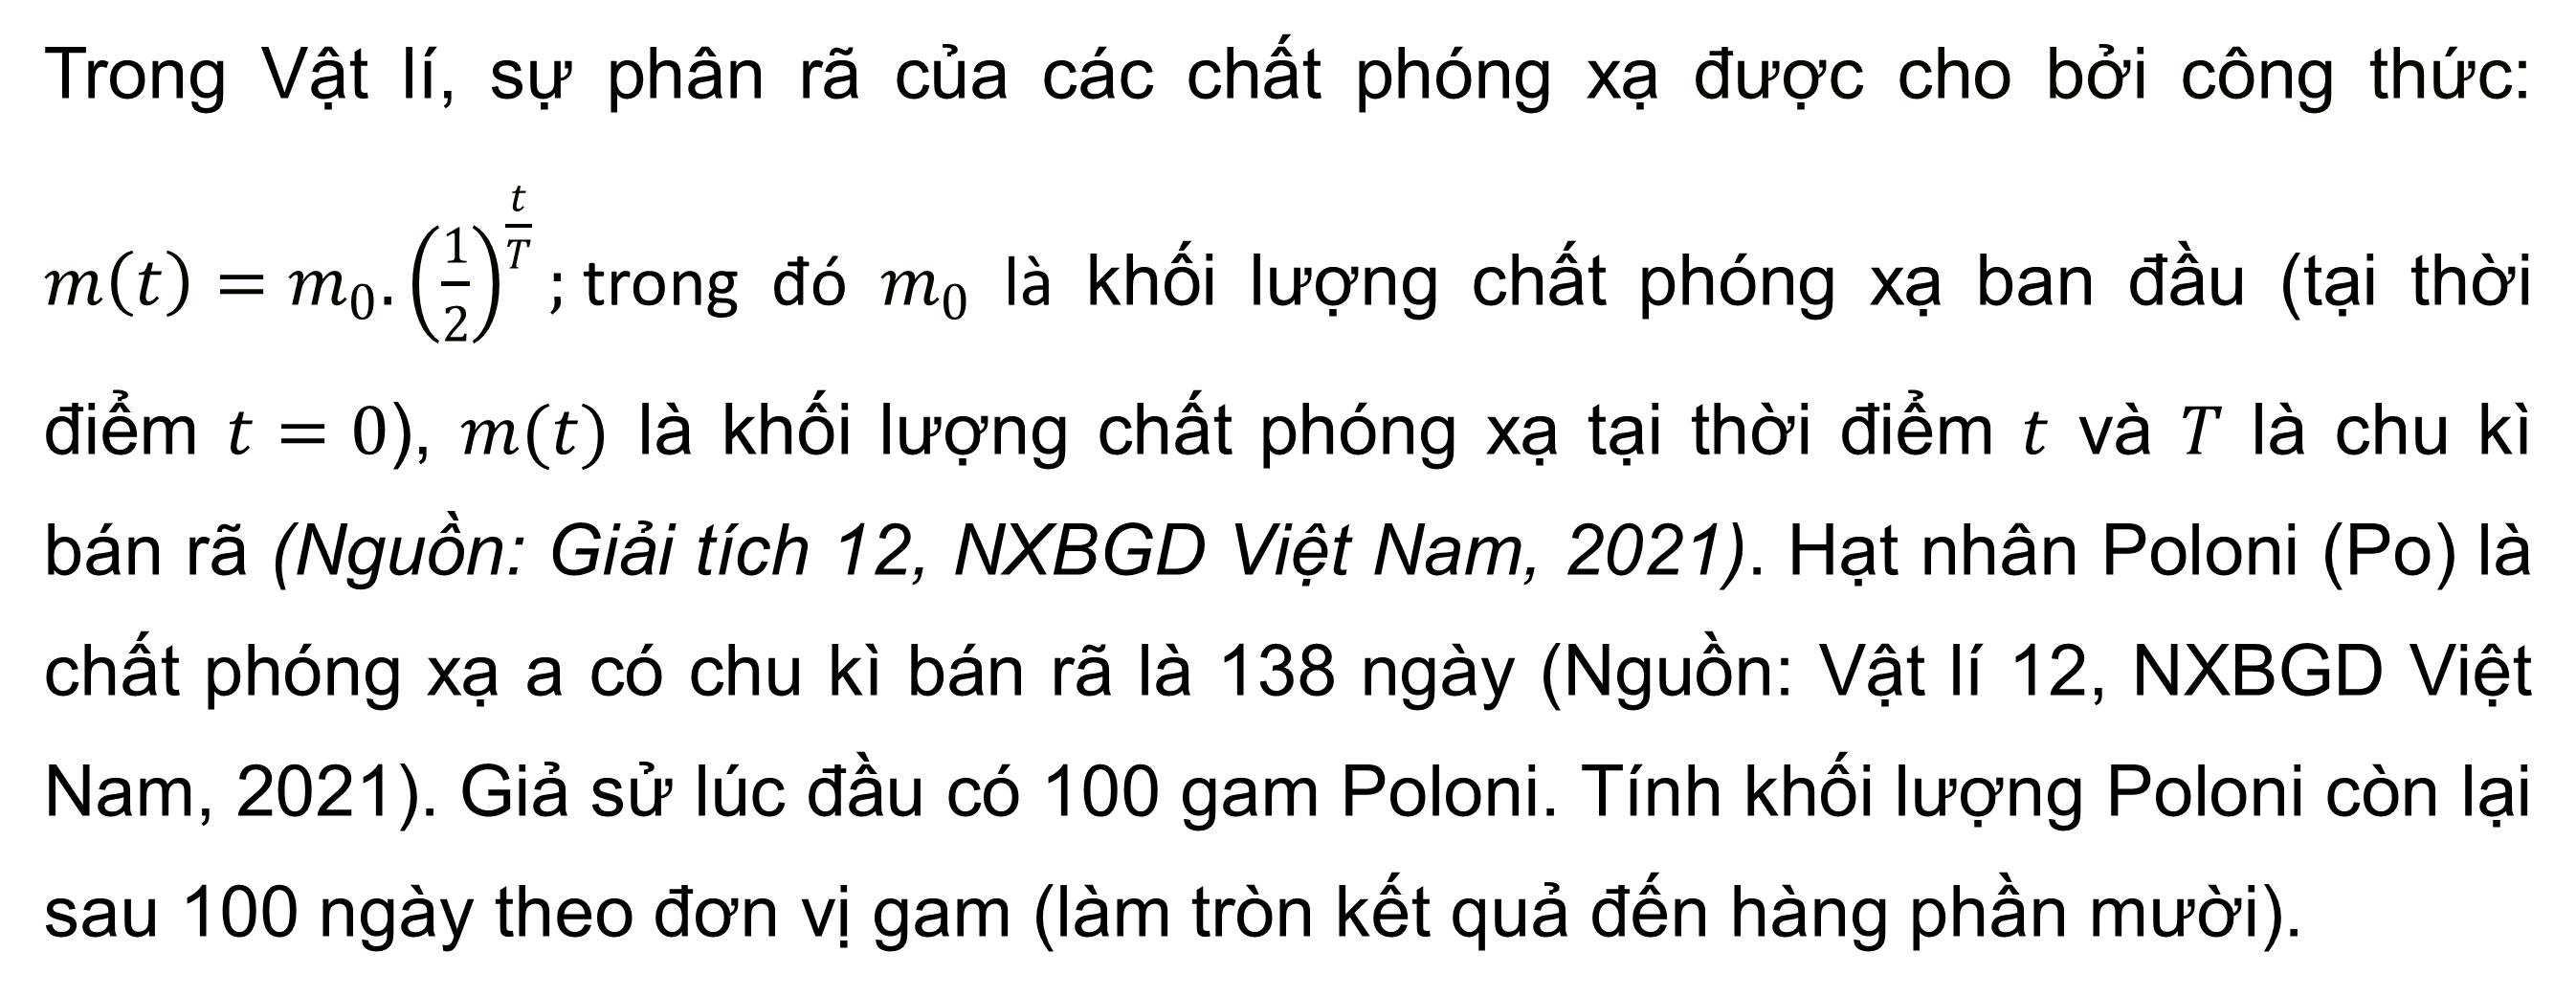 Trong Vật lí, sự phân rã của các chất phóng xạ được cho bởi công thức:
m(t) = m₀. (1/2)^(t/T) ; trong đó m₀ là khối lượng chất phóng xạ ban đầu (tại thời
điểm t = 0), m(t) là khối lượng chất phóng xạ tại thời điểm t và T là chu kì
bán rã (Nguồn: Giải tích 12, NXBGD Việt Nam, 2021). Hạt nhân Poloni (Po) là
chất phóng xạ a có chu kì bán rã là 138 ngày (Nguồn: Vật lí 12, NXBGD Việt
Nam, 2021). Giả sử lúc đầu có 100 gam Poloni. Tính khối lượng Poloni còn lại
sau 100 ngày theo đơn vị gam (làm tròn kết quả đến hàng phần mười).